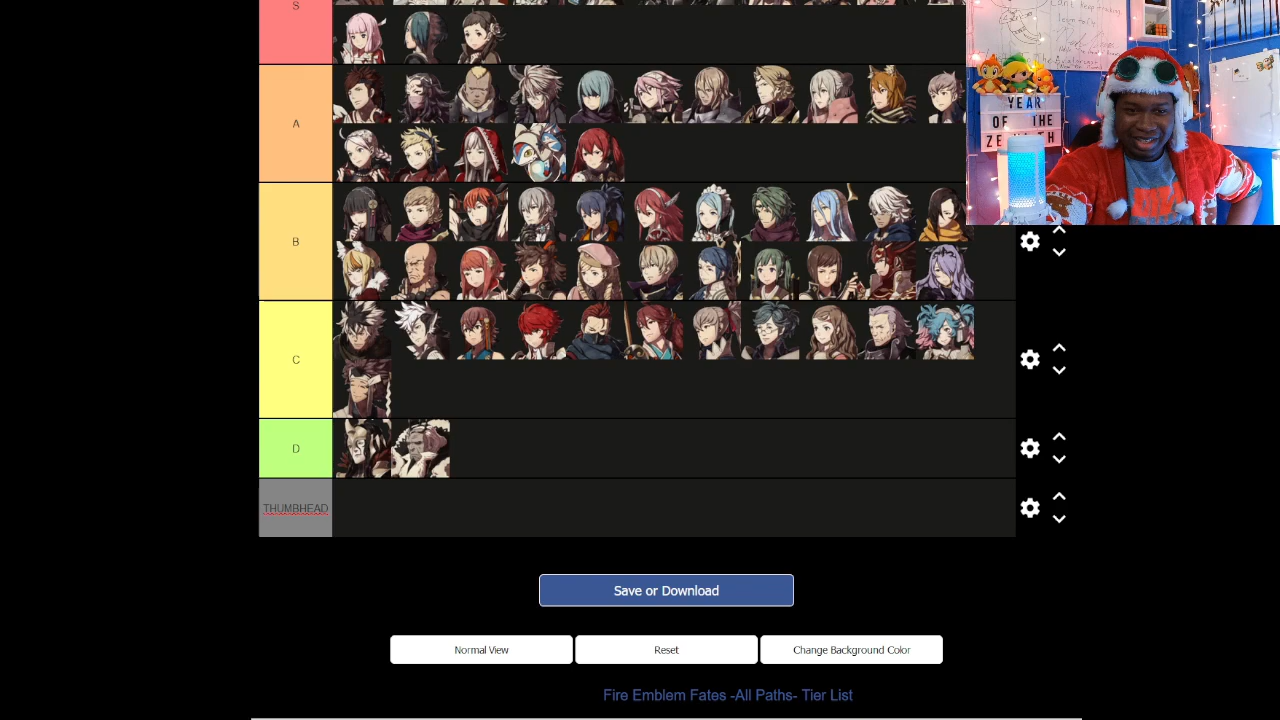 S
A
B
C
D
THUMBHEAD
YEAR
OF THE
ZE
Save or Download
Normal View
Reset
Change Background Color
Fire Emblem Fates -All Paths- Tier List